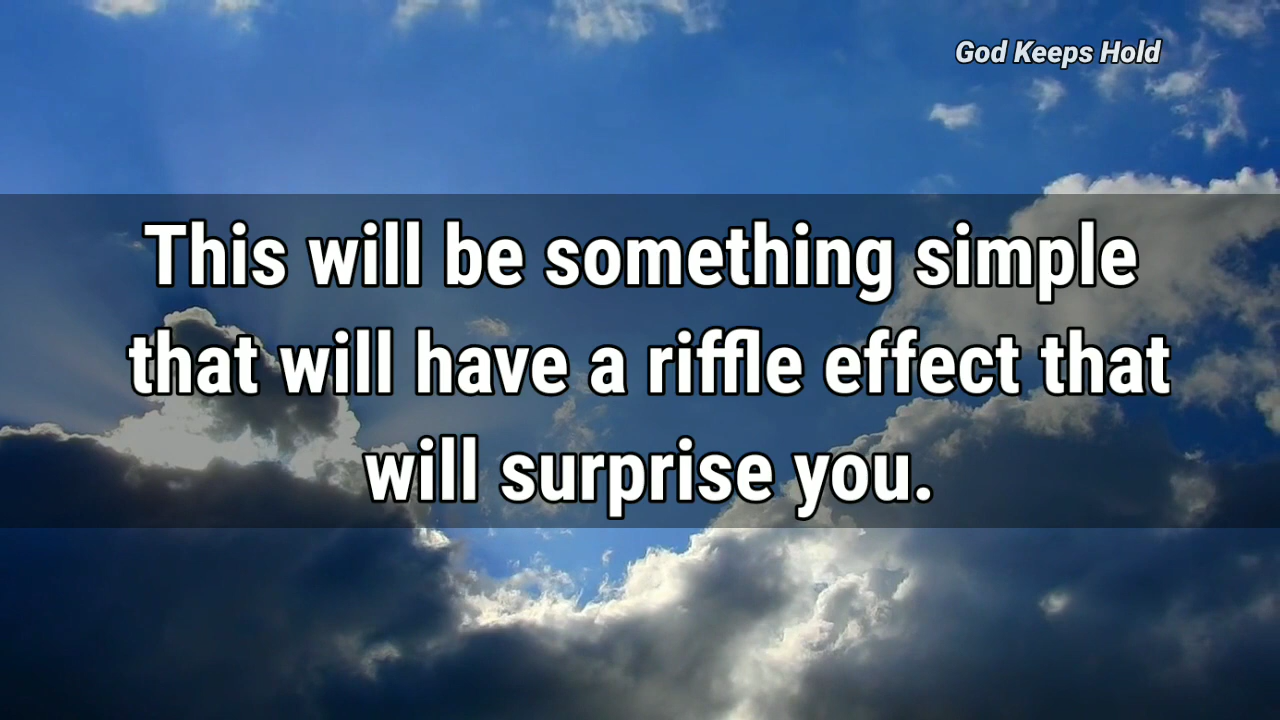 God Keeps Hold
This will be something simple
that will have a riffle effect that
will surprise you.